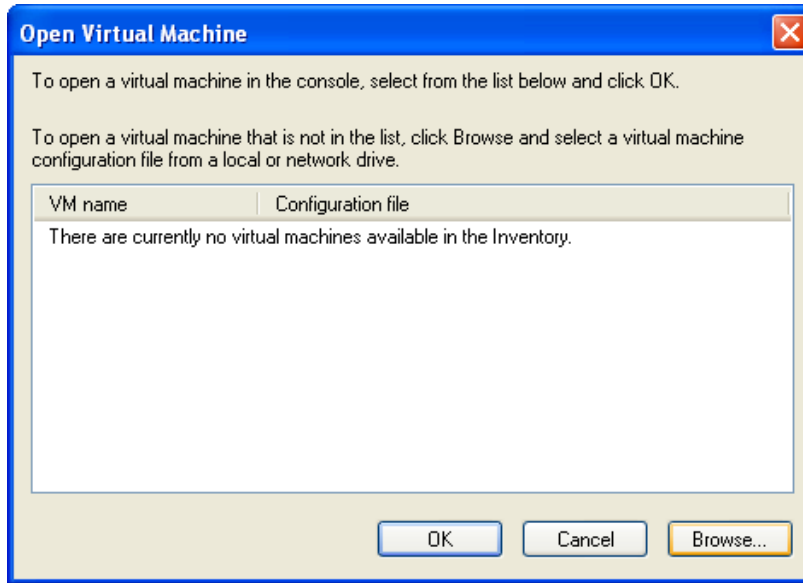 Open Virtual Machine
To open a virtual machine in the console, select from the list below and click OK.
To open a virtual machine that is not in the list, click Browse and select a virtual machine
configuration file from a local or network drive.
VM name Configuration file
There are currently no virtual machines available in the Inventory.
OK Cancel Browse...